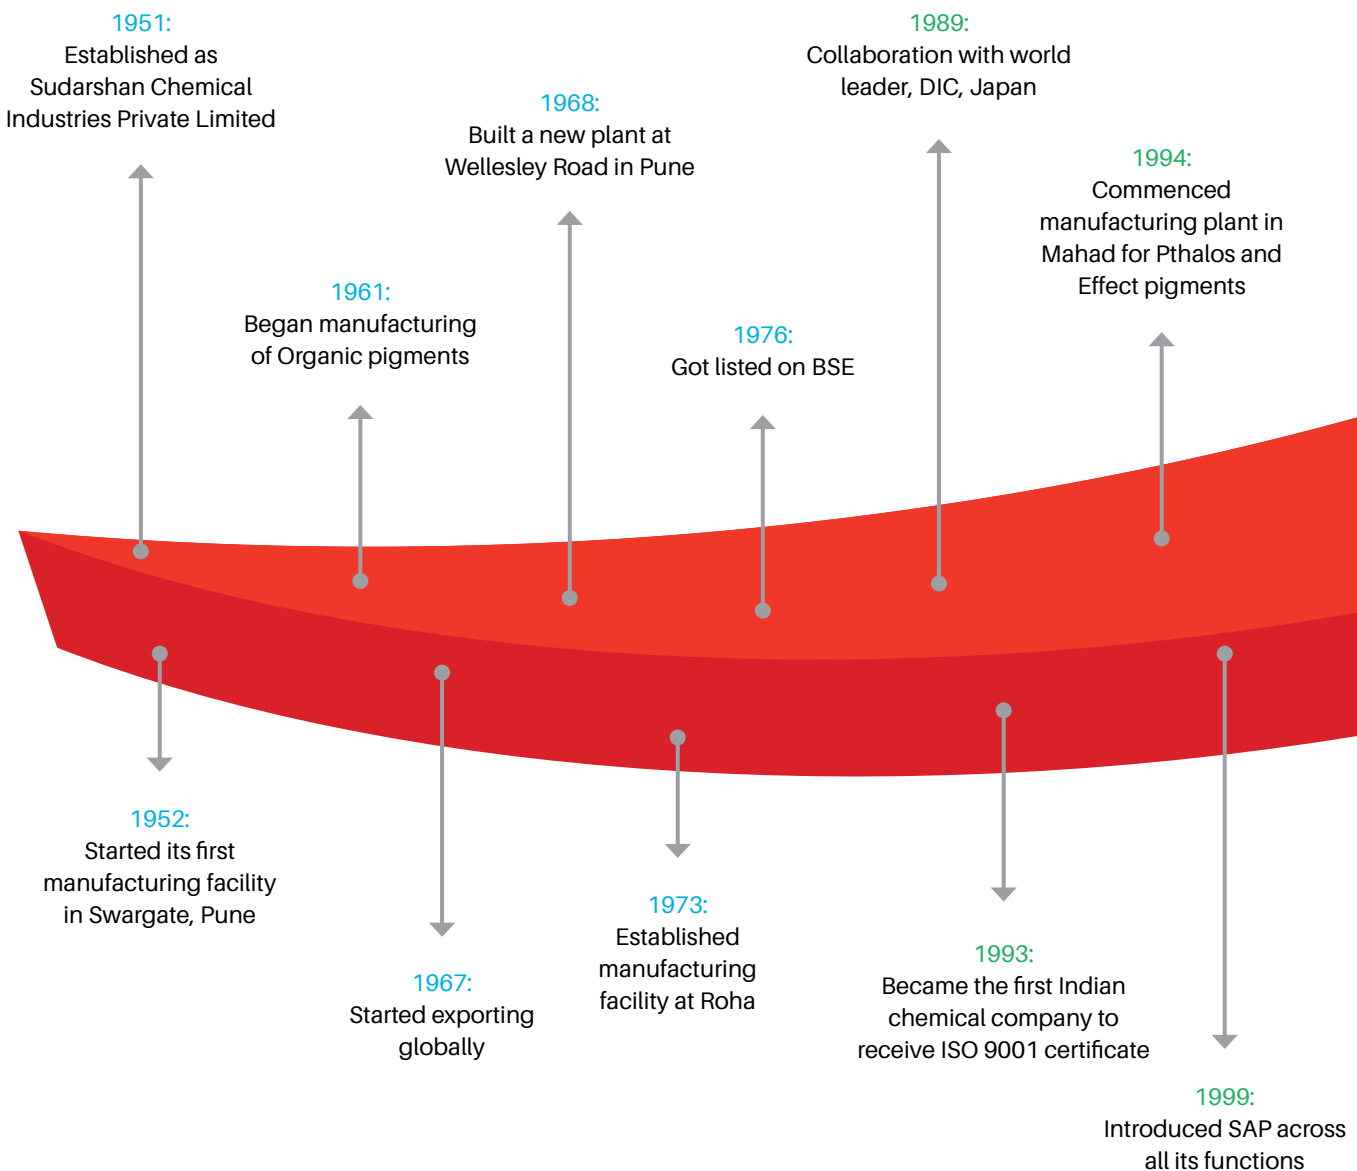 1951:
Established as
Sudarshan Chemical
Industries Private Limited
1989:
Collaboration with world
leader, DIC, Japan
1968:
Built a new plant at
Wellesley Road in Pune
1994:
Commenced
manufacturing plant in
Mahad for Pthalos and
Effect pigments
1961:
Began manufacturing
of Organic pigments
1976:
Got listed on BSE
1952:
Started its first
manufacturing facility
in Swargate, Pune
1967:
Started exporting
globally
1973:
Established
manufacturing
facility at Roha
1993:
Became the first Indian
chemical company to
receive ISO 9001 certificate
1999:
Introduced SAP across
all its functions